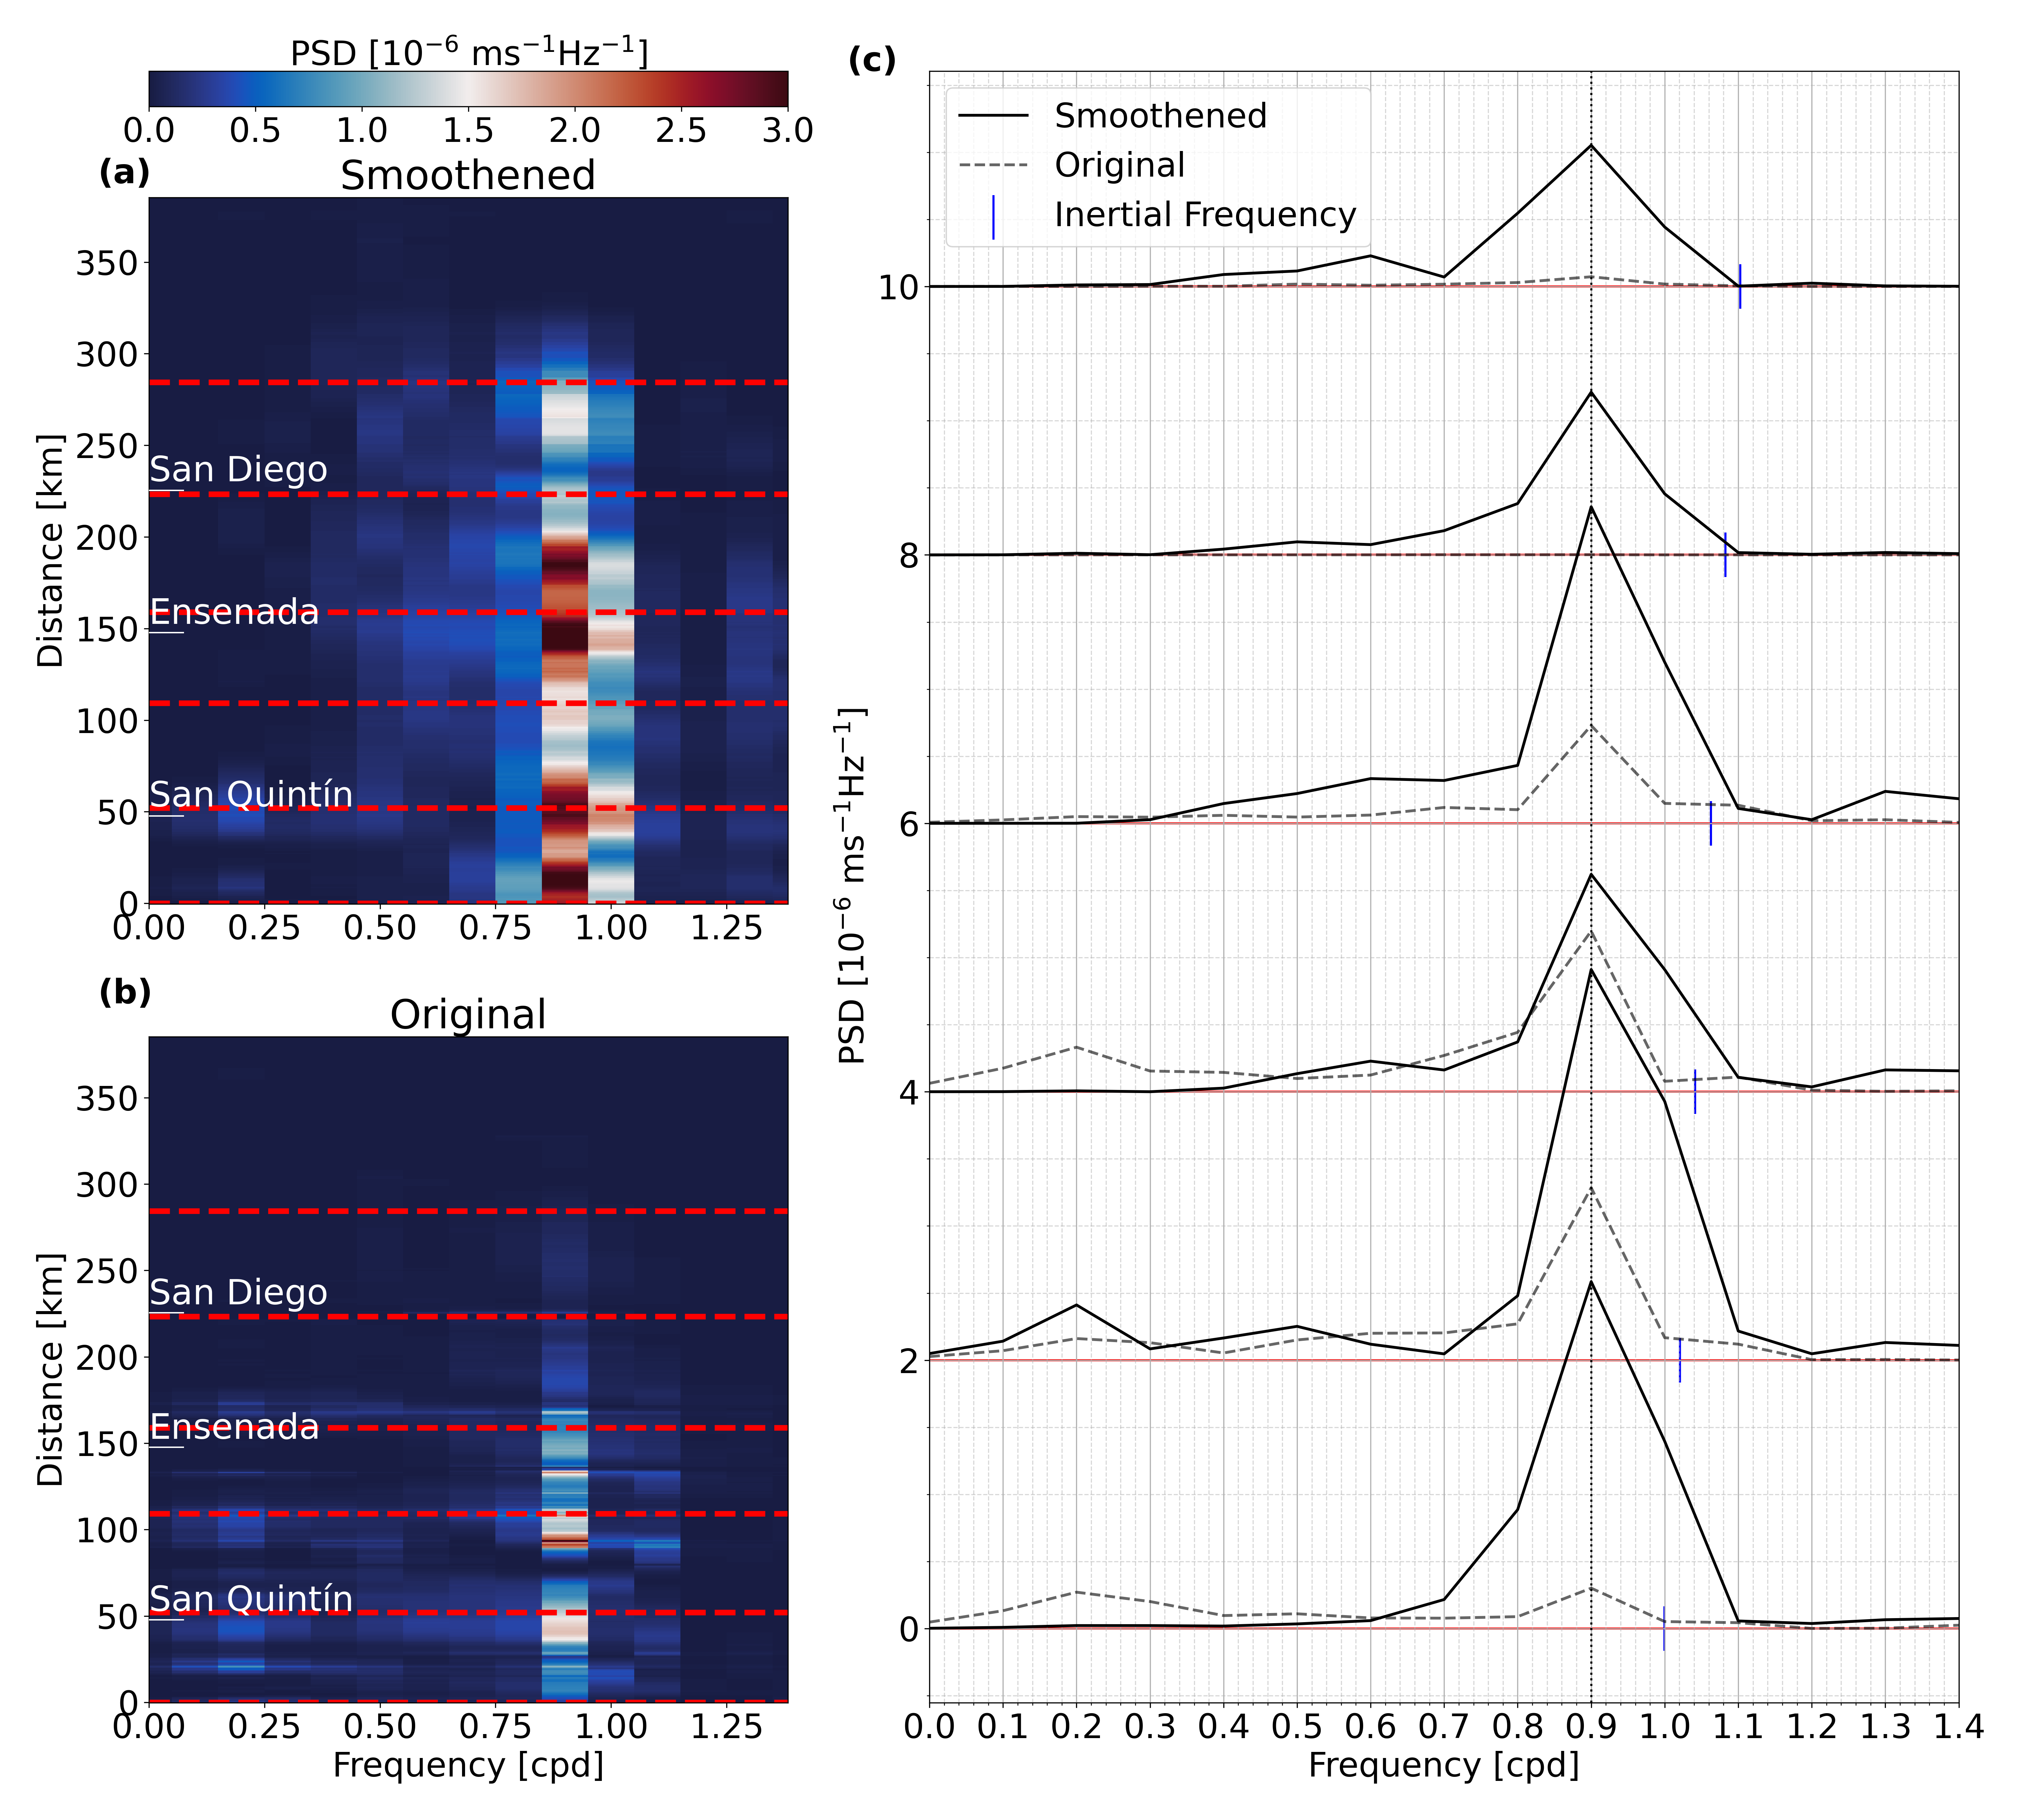 PSD [10⁻⁶ ms⁻¹Hz⁻¹]
0.0 0.5 1.0 1.5 2.0 2.5 3.0
(a)
Smoothened
Distance [km]
350
300
250
200
150
100
50
0
San Diego
Ensenada
San Quintín
0.00 0.25 0.50 0.75 1.00 1.25
(b)
Original
Distance [km]
350
300
250
200
150
100
50
0
San Diego
Ensenada
San Quintín
0.00 0.25 0.50 0.75 1.00 1.25
Frequency [cpd]
(c)
Smoothened
Original
Inertial Frequency
PSD [10⁻⁶ ms⁻¹Hz⁻¹]
10
8
6
4
2
0
0.0 0.1 0.2 0.3 0.4 0.5 0.6 0.7 0.8 0.9 1.0 1.1 1.2 1.3 1.4
Frequency [cpd]